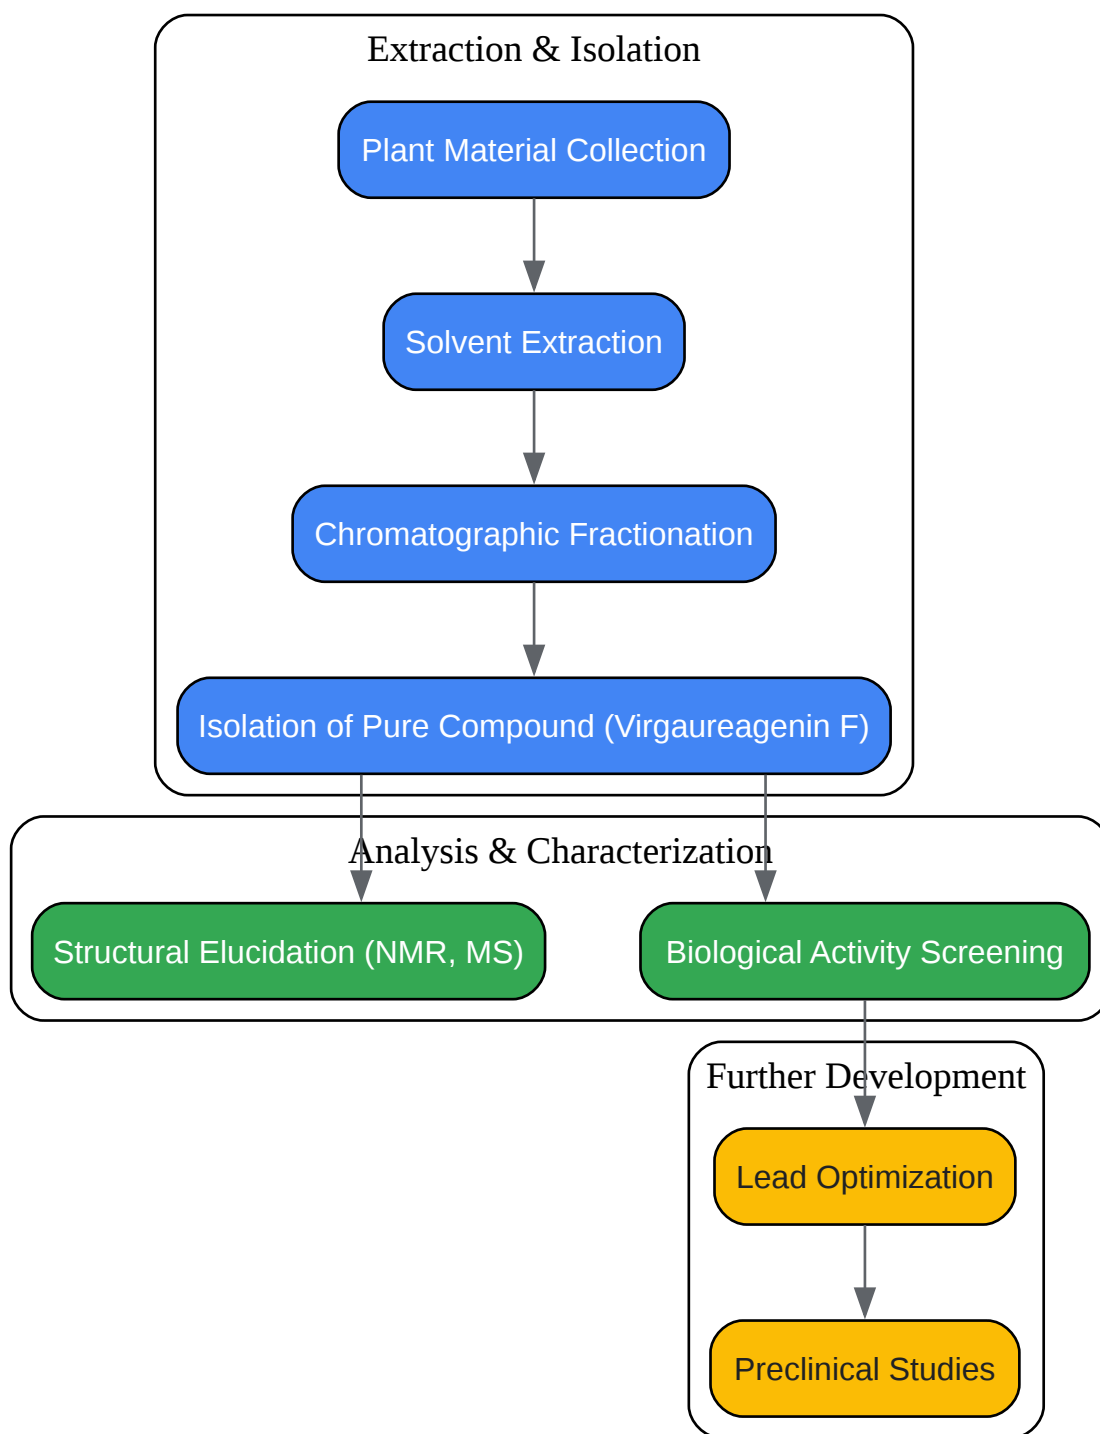 Extraction & Isolation
Plant Material Collection
Solvent Extraction
Chromatographic Fractionation
Isolation of Pure Compound (Virgaureagenin F)
Analysis & Characterization
Structural Elucidation (NMR, MS)
Biological Activity Screening
Further Development
Lead Optimization
Preclinical Studies